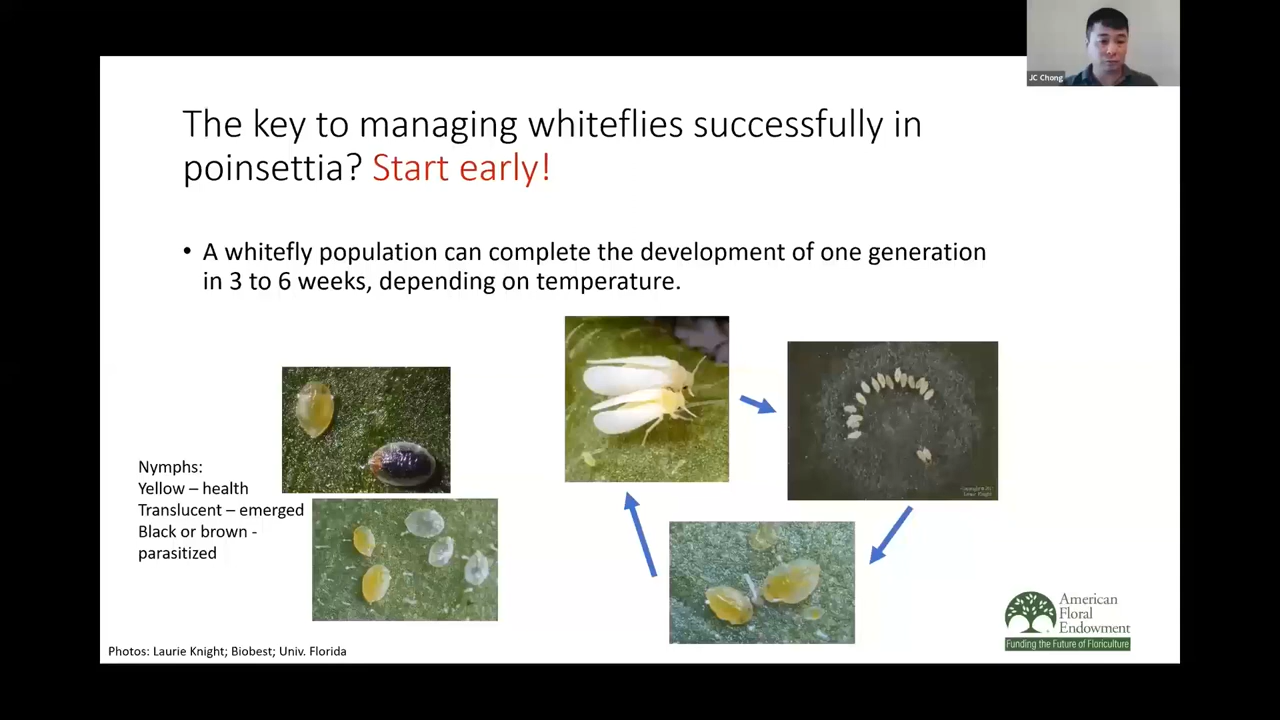 JC Chong
The key to managing whiteflies successfully in
poinsettia? Start early!
• A whitefly population can complete the development of one generation
in 3 to 6 weeks, depending on temperature.
Nymphs:
Yellow – health
Translucent – emerged
Black or brown -
parasitized
American
Floral
Endowment
Funding the Future of Floriculture
Photos: Laurie Knight; Biobest; Univ. Florida